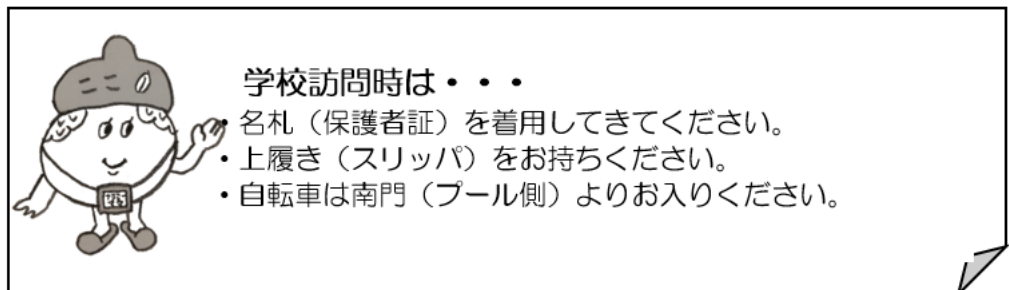 学校訪問時は・・・
・名札（保護者証）を着用してきてください。
・上履き（スリッパ）をお持ちください。
・自転車は南門（プール側）よりお入りください。